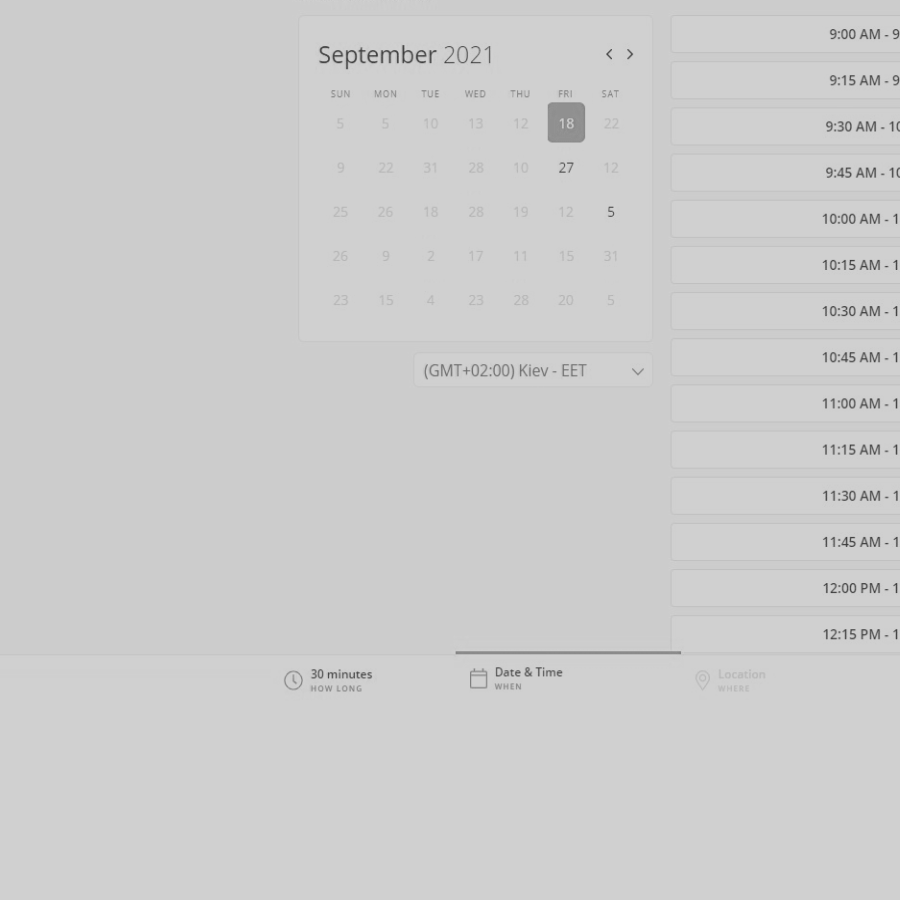 September 2021
SUN MON TUE WED THU FRI SAT
5 5 10 13 12 18 22
9 22 31 28 10 27 12
25 26 18 28 19 12 5
26 9 2 17 11 15 31
23 15 4 23 28 20 5
(GMT+02:00) Kiev - EET
9:00 AM - 9
9:15 AM - 9
9:30 AM - 10
9:45 AM - 10
10:00 AM - 1
10:15 AM - 1
10:30 AM - 1
10:45 AM - 1
11:00 AM - 1
11:15 AM - 1
11:30 AM - 1
11:45 AM - 1
12:00 PM - 1
12:15 PM - 1
30 minutes
HOW LONG
Date & Time
WHEN
Location
WHERE